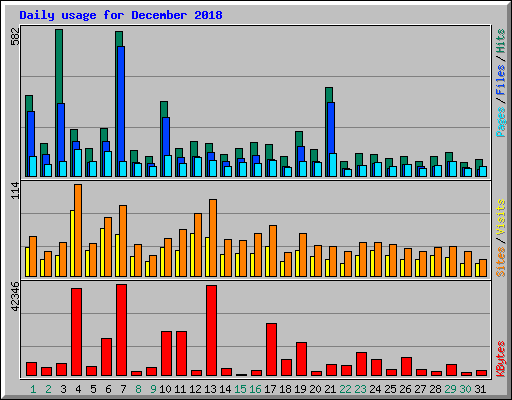 Daily usage for December 2018
582
Pages / Files / Hits
114
Sites / Visits
42346
KBytes
1 2 3 4 5 6 7 8 9 10 11 12 13 14 15 16 17 18 19 20 21 22 23 24 25 26 27 28 29 30 31